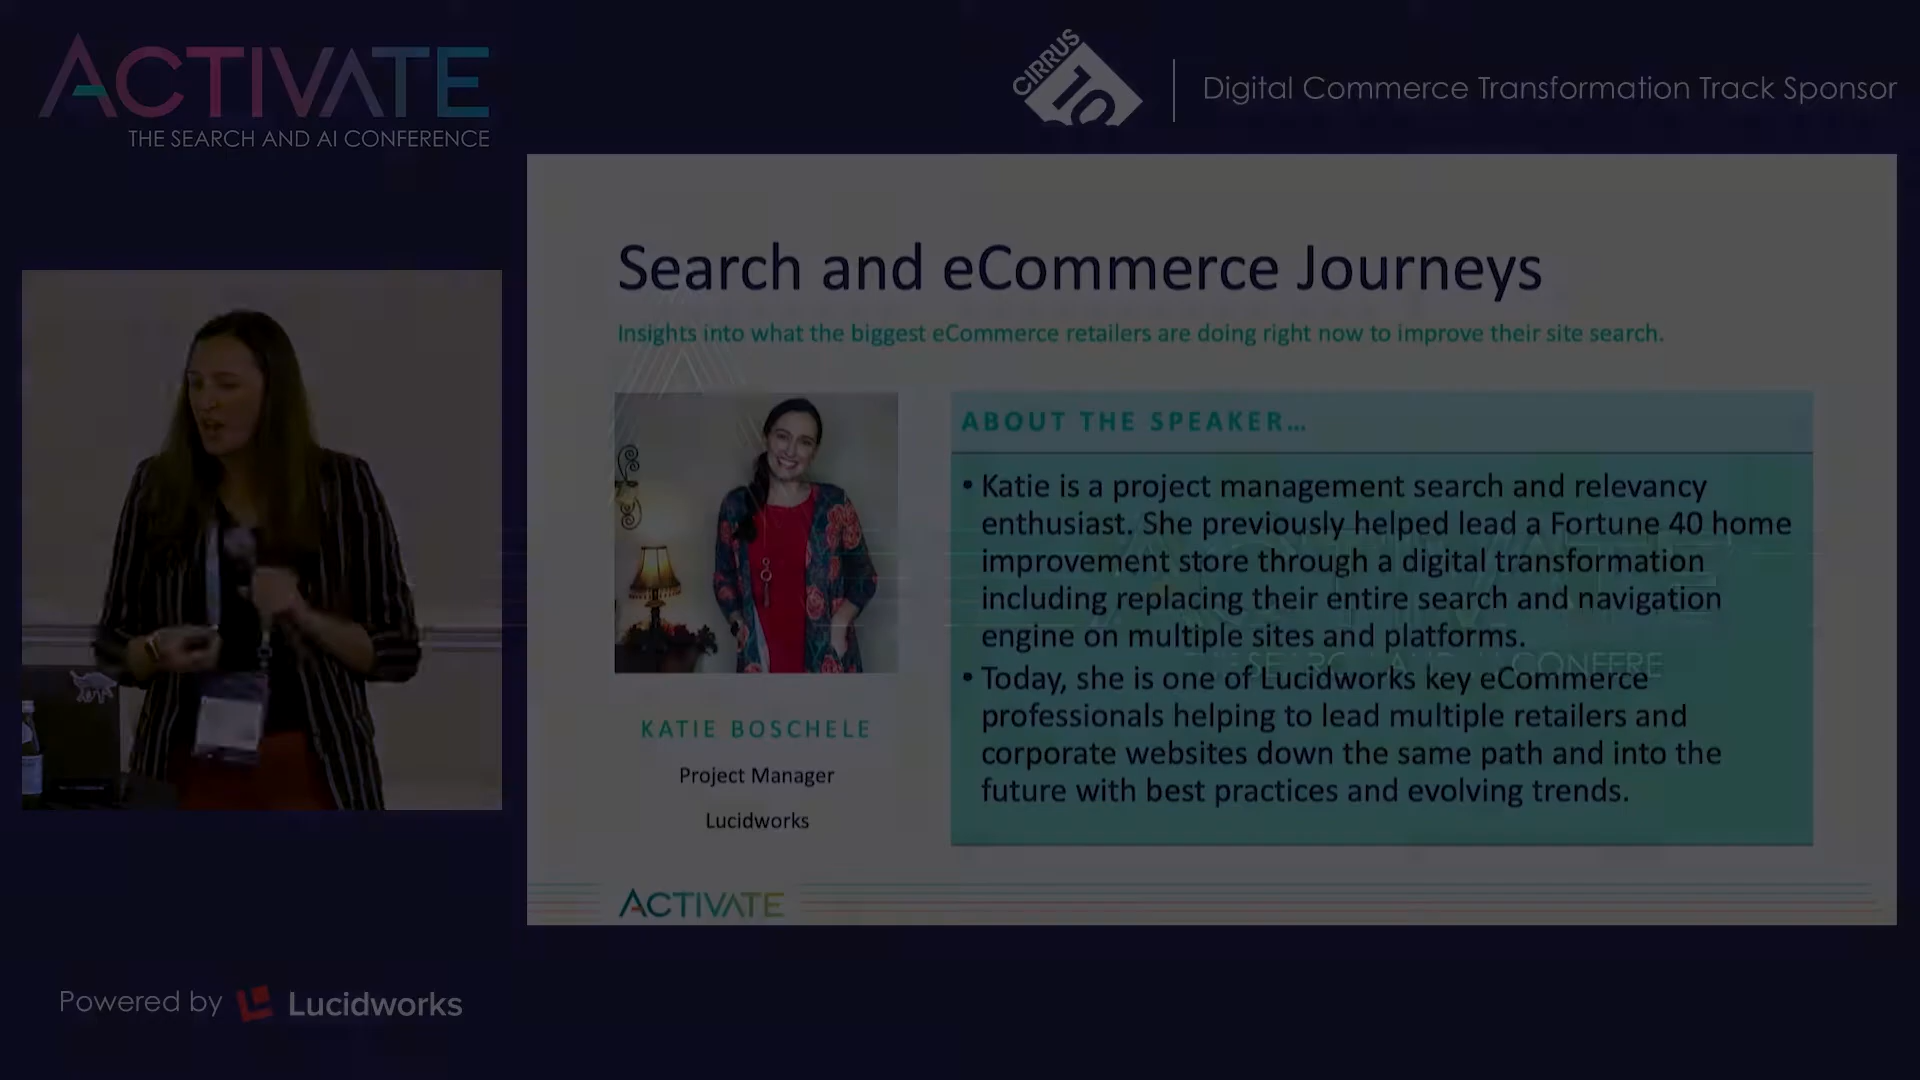 ACTIVATE
THE SEARCH AND AI CONFERENCE
CIRRUS
10
Digital Commerce Transformation Track Sponsor
Search and eCommerce Journeys
Insights into what the biggest eCommerce retailers are doing right now to improve their site search.
ABOUT THE SPEAKER…
• Katie is a project management search and relevancy
enthusiast. She previously helped lead a Fortune 40 home
improvement store through a digital transformation
including replacing their entire search and navigation
engine on multiple sites and platforms.
• Today, she is one of Lucidworks key eCommerce
professionals helping to lead multiple retailers and
corporate websites down the same path and into the
future with best practices and evolving trends.
KATIE BOSCHELE
Project Manager
Lucidworks
ACTIVATE
Powered by Lucidworks